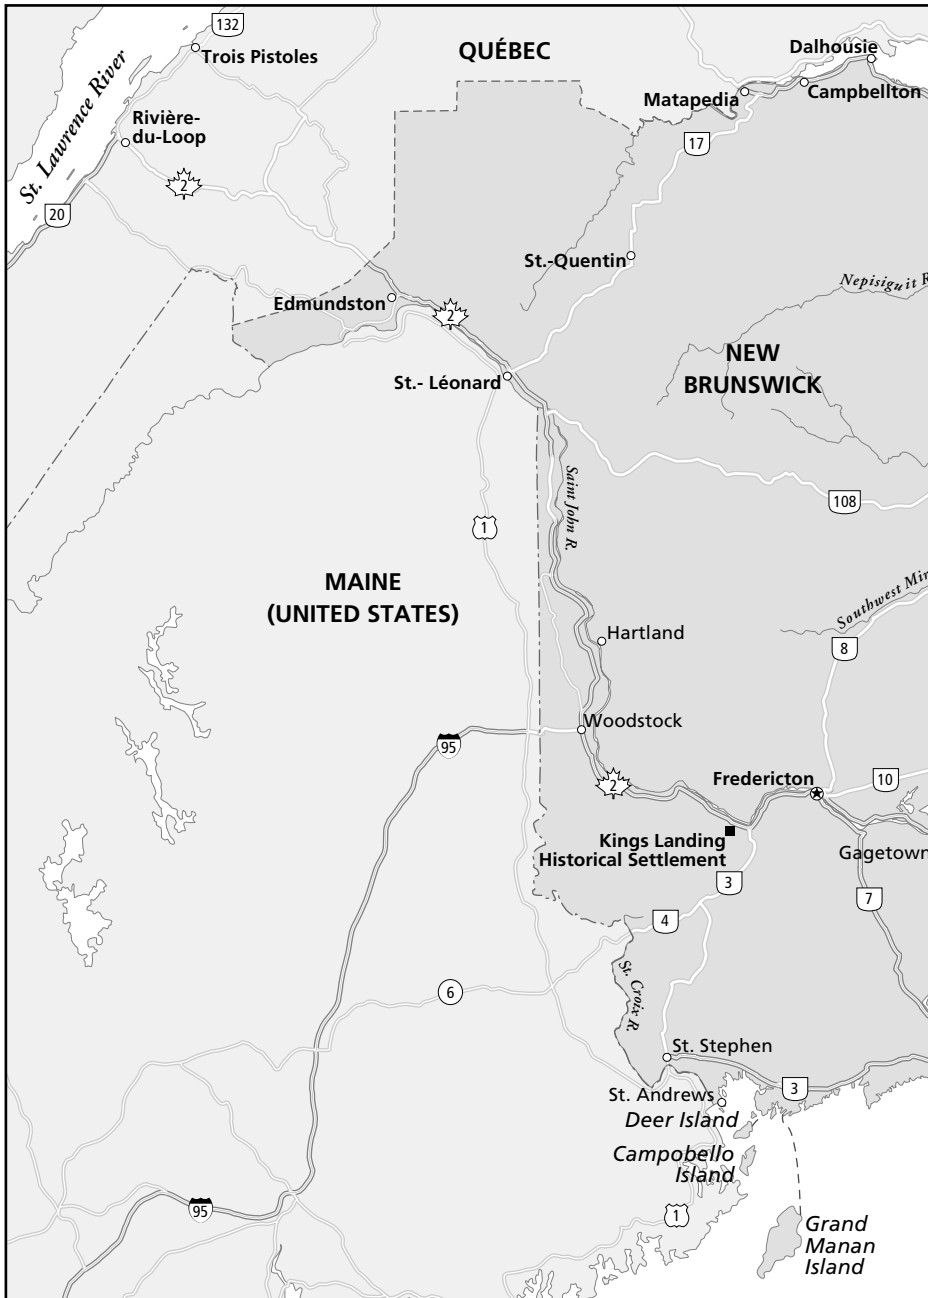 132
QUÉBEC
Dalhousie
Trois Pistoles
St. Lawrence River
Matapedia
Campbellton
Rivière-
du-Loop
17
2
20
St.-Quentin
Nepisiguit R
Edmundston
2
NEW
BRUNSWICK
St.- Léonard
Saint John R.
108
1
MAINE
(UNITED STATES)
Southwest Mir
Hartland
8
Woodstock
95
2
Fredericton
10
Kings Landing
Historical Settlement
Gagetown
3
7
4
St. Croix R.
6
St. Stephen
3
St. Andrews
Deer Island
Campobello
Island
95
1
Grand
Manan
Island